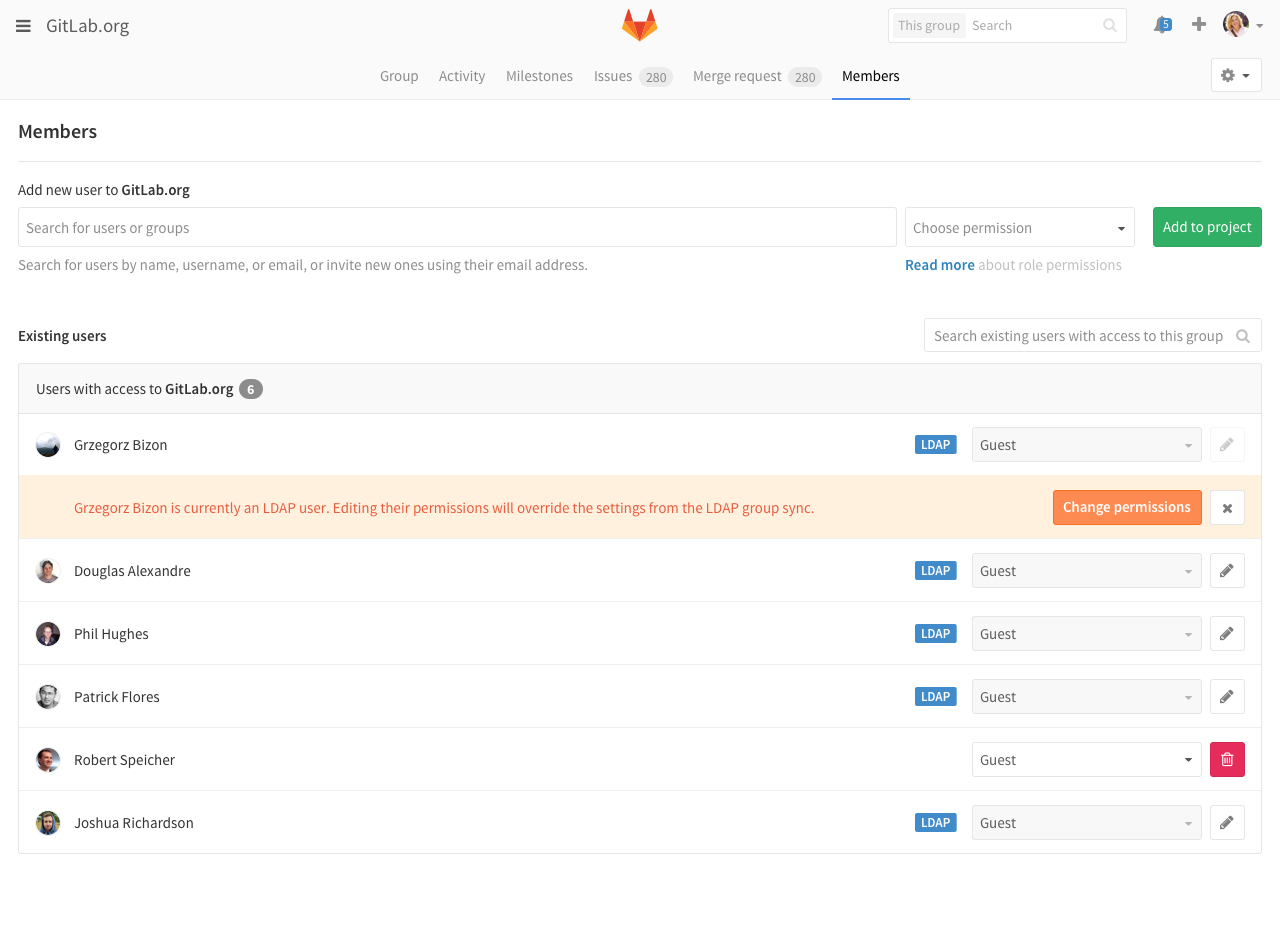 GitLab.org
This group Search
5
Group Activity Milestones Issues 280 Merge request 280 Members
Members
Add new user to GitLab.org
Search for users or groups Choose permission Add to project
Search for users by name, username, or email, or invite new ones using their email address. Read more about role permissions
Existing users Search existing users with access to this group
Users with access to GitLab.org 6
Grzegorz Bizon LDAP Guest
Grzegorz Bizon is currently an LDAP user. Editing their permissions will override the settings from the LDAP group sync. Change permissions
Douglas Alexandre LDAP Guest
Phil Hughes LDAP Guest
Patrick Flores LDAP Guest
Robert Speicher Guest
Joshua Richardson LDAP Guest